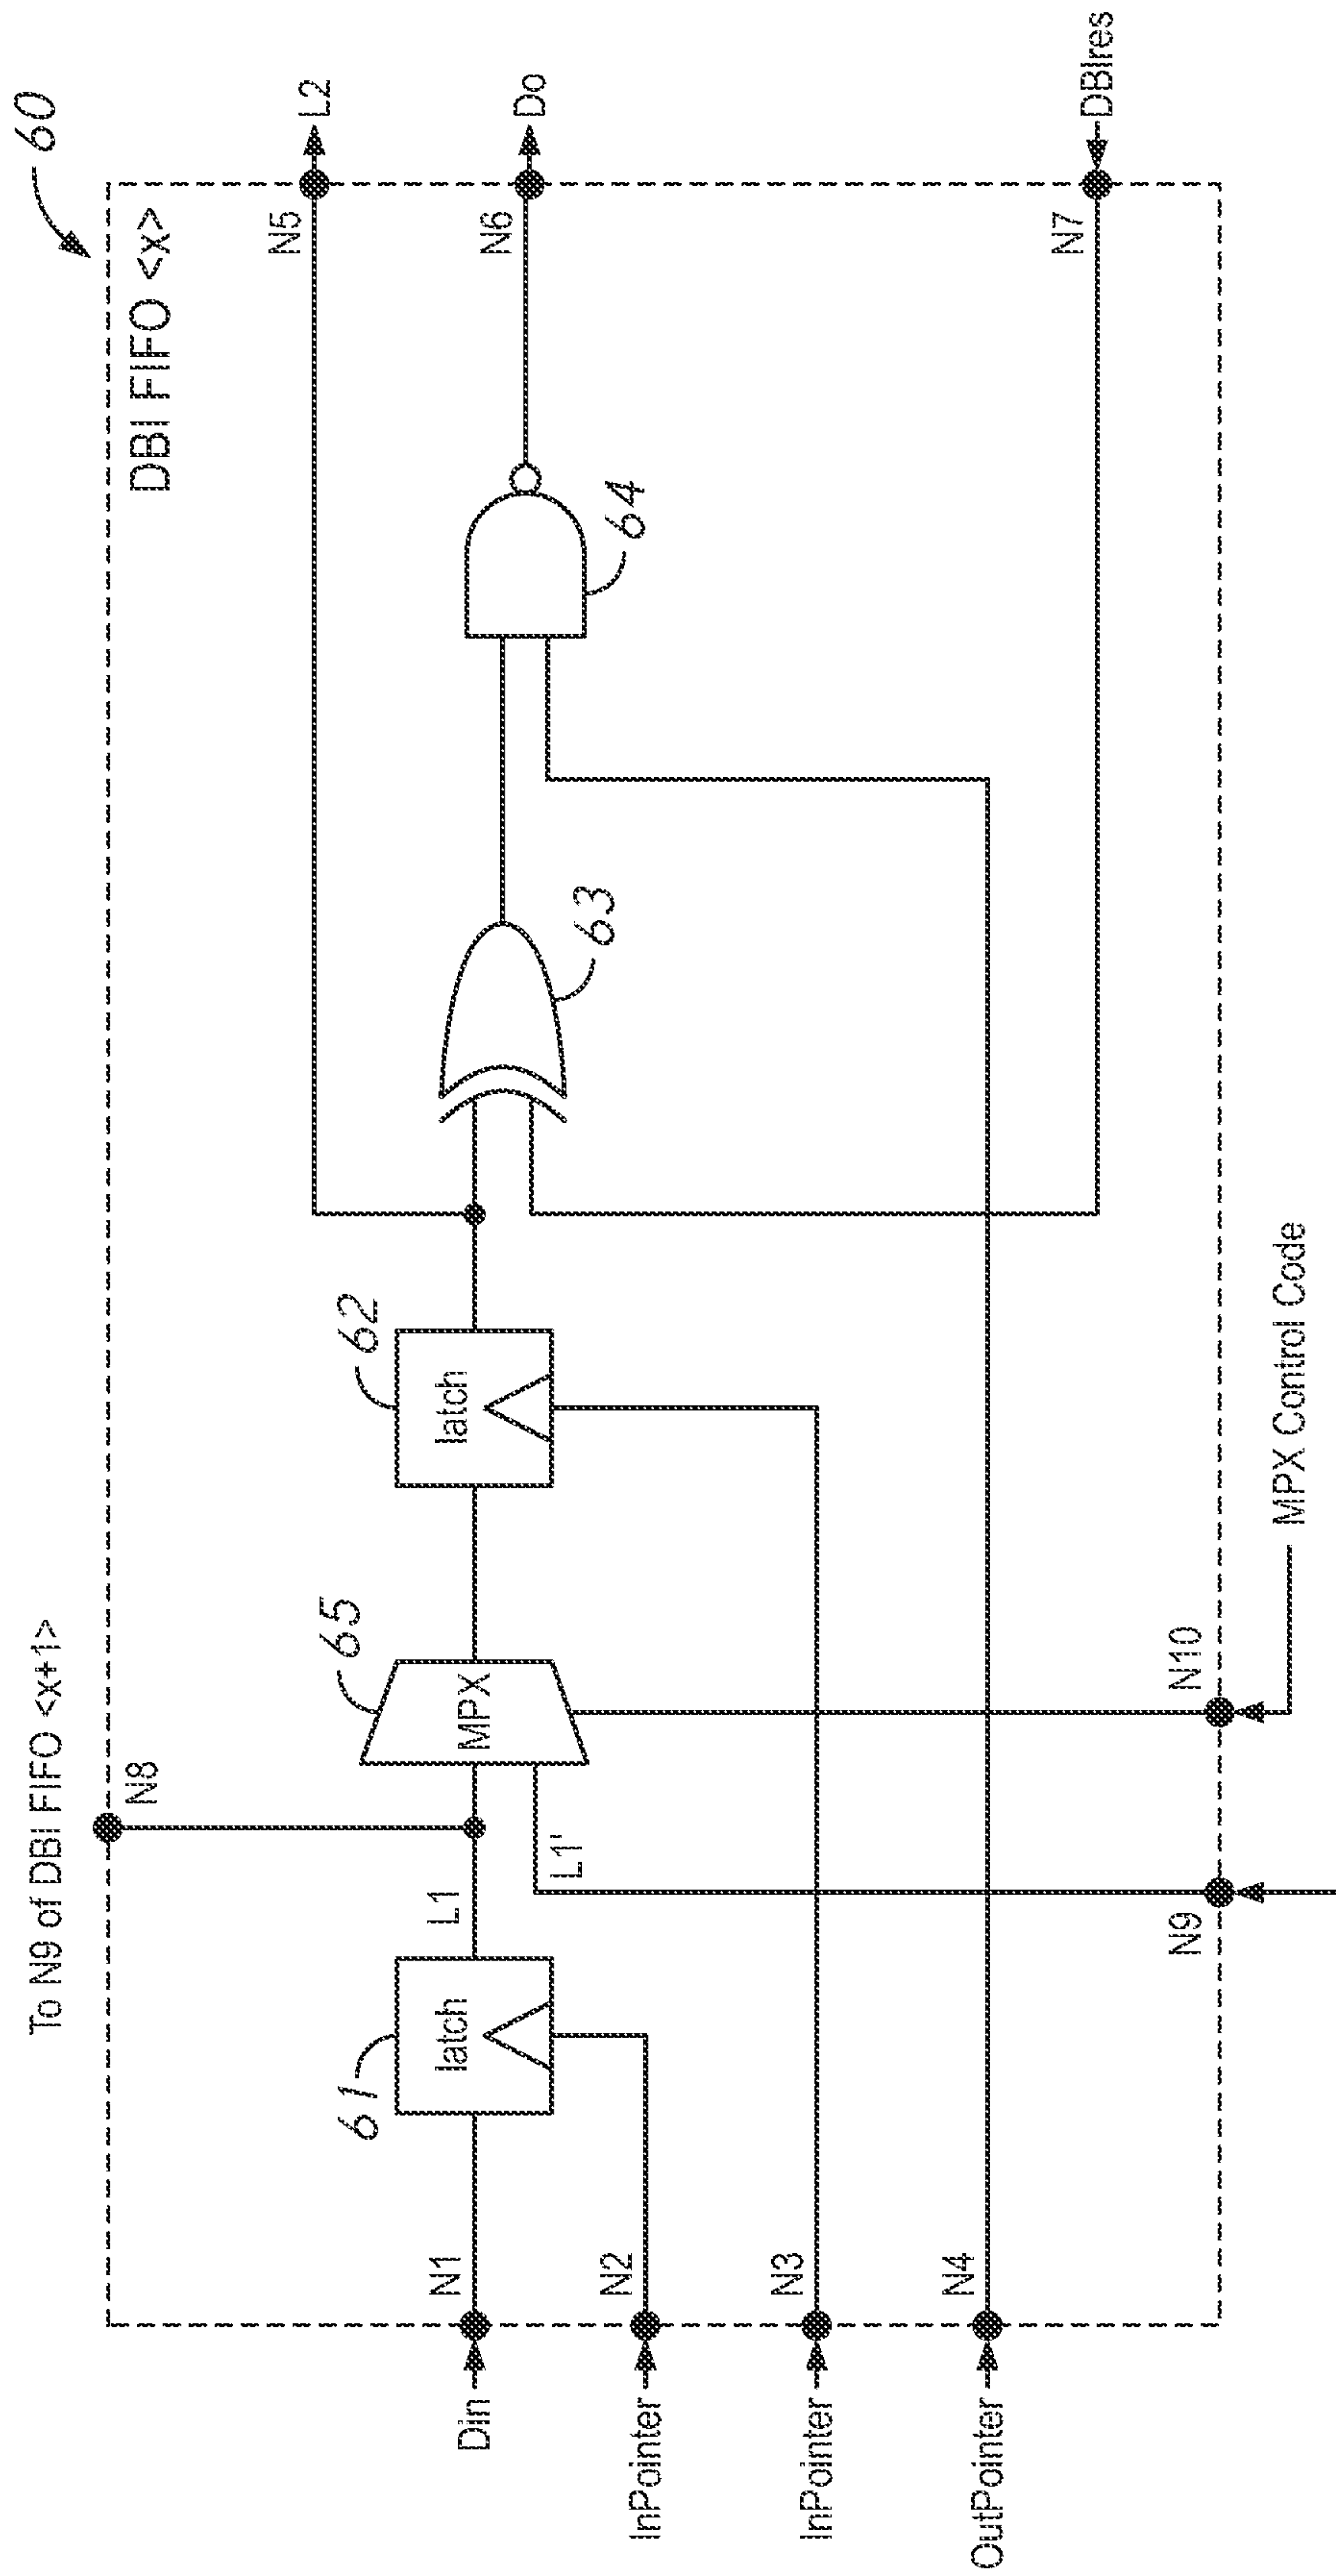 60
To N9 of DBI FIFO <x+1>
DBI FIFO <x>
N8
N5
L2
61
65
62
Din
N1
latch
L1
MPX
latch
N6
Do
L1'
63
64
InPointer
N2
InPointer
N3
OutPointer
N4
N7
DBIres
N9
N10
MPX Control Code